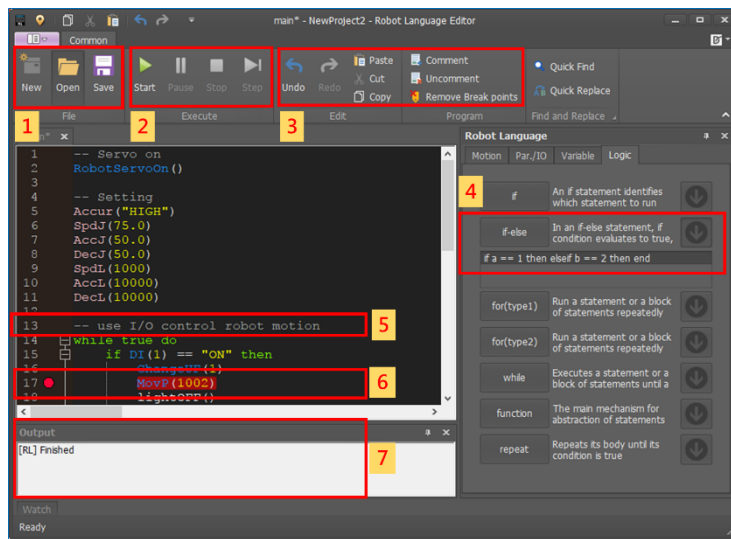 main* - NewProject2 - Robot Language Editor
Common
New
Open
Save
Start
Pause
Stop
Step
Undo
Redo
Paste
Cut
Copy
Comment
Uncomment
Remove Break points
Quick Find
Quick Replace
File
Execute
Edit
Program
Find and Replace
1
2
3
1 -- Servo on
2 RobotServoOn()
3
4 -- Setting
5 Accur("HIGH")
6 SpdJ(75.0)
7 AccJ(50.0)
8 DecJ(50.0)
9 SpdL(1000)
10 AccL(10000)
11 DecL(10000)
12
13 -- use I/O control robot motion
5
14 while true do
15 if DI(1) == "ON" then
16 ChangeUF(1)
6
17 MovP(1002)
18 lightOFF()
Output
[RL] Finished
7
Watch
Ready
Robot Language
Motion
Par./IO
Variable
Logic
4
if
An if statement identifies
which statement to run
if-else
In an if-else statement, if
condition evaluates to true,
if a == 1 then elseif b == 2 then end
for(type1)
Run a statement or a block
of statements repeatedly
for(type2)
Run a statement or a block
of statements repeatedly
while
Executes a statement or a
block of statements until a
function
The main mechanism for
abstraction of statements
repeat
Repeats its body until its
condition is true